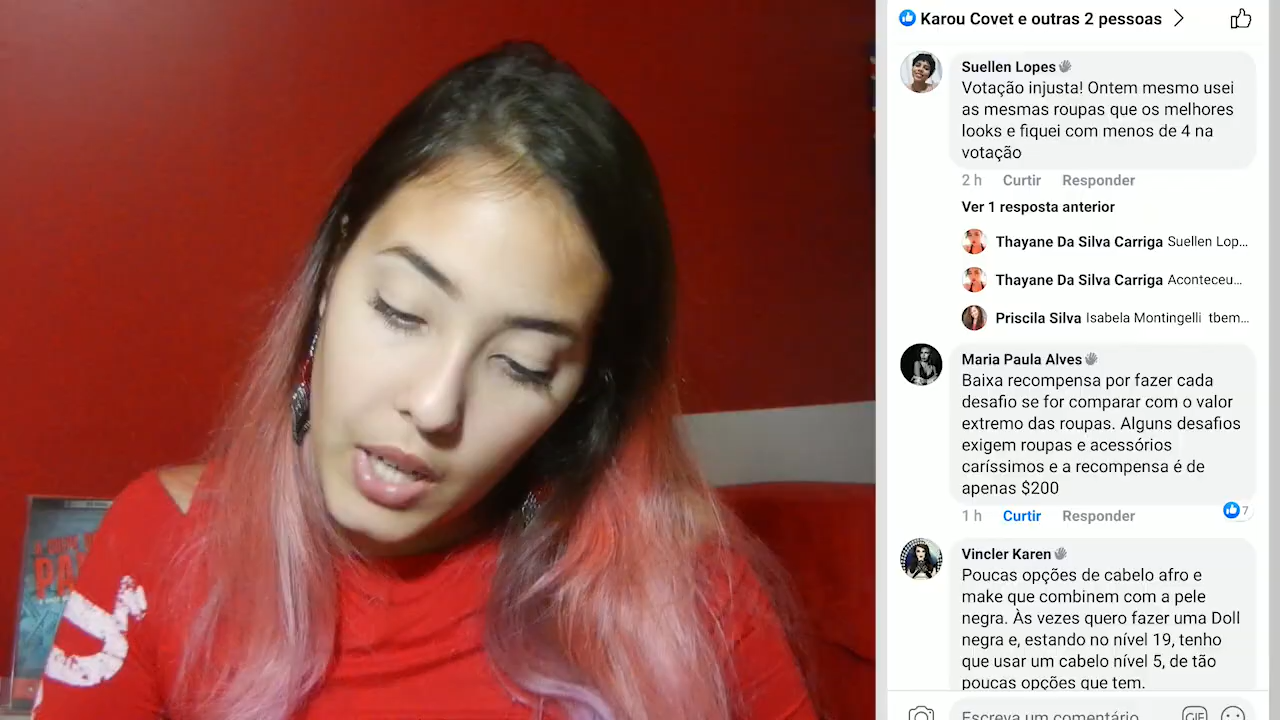 Karou Covet e outras 2 pessoas
Suellen Lopes
Votação injusta! Ontem mesmo usei
as mesmas roupas que os melhores
looks e fiquei com menos de 4 na
votação
2 h Curtir Responder
Ver 1 resposta anterior
Thayane Da Silva Carriga Suellen Lop...
Thayane Da Silva Carriga Aconteceu...
Priscila Silva Isabela Montingelli tbem...
Maria Paula Alves
Baixa recompensa por fazer cada
desafio se for comparar com o valor
extremo das roupas. Alguns desafios
exigem roupas e acessórios
caríssimos e a recompensa é de
apenas $200
1 h Curtir Responder
7
Vincler Karen
Poucas opções de cabelo afro e
make que combinem com a pele
negra. Às vezes quero fazer uma Doll
negra e, estando no nível 19, tenho
que usar um cabelo nível 5, de tão
poucas opções que tem.
Escreva um comentário
GIF